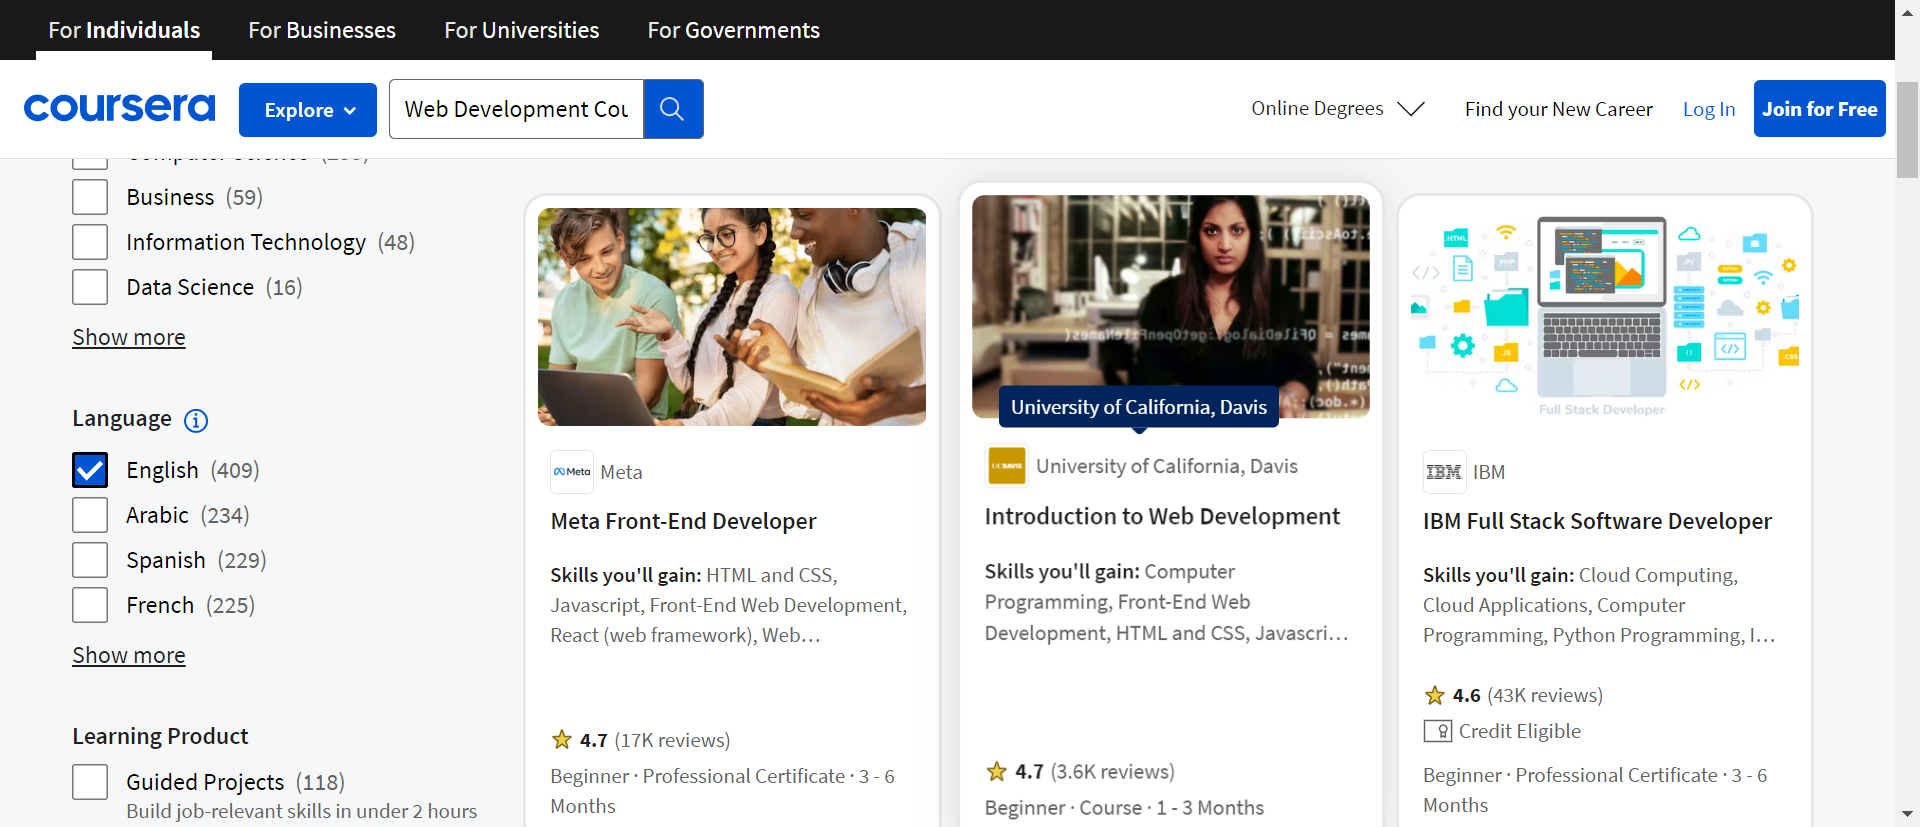 For Individuals
For Businesses
For Universities
For Governments
coursera
Explore
Web Development Cou
Online Degrees
Find your New Career
Log In
Join for Free
Business (59)
Information Technology (48)
Data Science (16)
Show more
Language
English (409)
Arabic (234)
Spanish (229)
French (225)
Show more
Learning Product
Guided Projects (118)
Build job-relevant skills in under 2 hours
Meta
Meta
Meta Front-End Developer
Skills you'll gain: HTML and CSS,
Javascript, Front-End Web Development,
React (web framework), Web...
4.7 (17K reviews)
Beginner · Professional Certificate · 3 - 6
Months
University of California, Davis
UCDAVIS
University of California, Davis
Introduction to Web Development
Skills you'll gain: Computer
Programming, Front-End Web
Development, HTML and CSS, Javascri...
4.7 (3.6K reviews)
Beginner · Course · 1 - 3 Months
HTML
PHP
JS
PY
CSS
Full Stack Developer
IBM
IBM
IBM Full Stack Software Developer
Skills you'll gain: Cloud Computing,
Cloud Applications, Computer
Programming, Python Programming, I...
4.6 (43K reviews)
Credit Eligible
Beginner · Professional Certificate · 3 - 6
Months